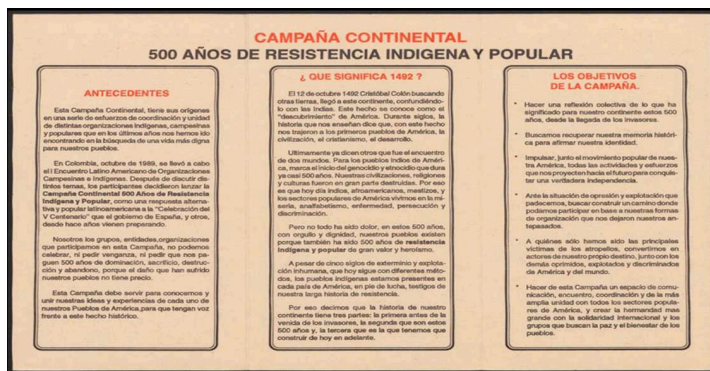 CAMPAÑA CONTINENTAL
500 AÑOS DE RESISTENCIA INDIGENA Y POPULAR
ANTECEDENTES
Esta Campaña Continental, tiene sus orígenes
en una serie de esfuerzos de coordinación y unidad
de distintas organizaciones indígenas, campesinas
y populares que en los últimos años nos hemos ido
encontrando en la búsqueda de una vida más digna
para nuestros pueblos.
En Colombia, octubre de 1989, se llevó a cabo
el I Encuentro Latino Americano de Organizaciones
Campesinas e Indígenas. Después de discutir dis-
tintos temos, los participantes decidieron lanzar la
Campaña Continental 500 Años de Resistencia
Indígena y Popular, como una respuesta alterna-
tiva y popular latinoamericana a la "Celebración del
V Centenario" que el gobierno de España, y otros,
desde hace años vienen preparando.
Nosotros los grupos, entidades,organizaciones
que participamos en esta Campaña, no podemos
celebrar, ni pedir venganza, ni pedir que nos pa-
guen 500 años de dominación, sacrificio, destruc-
ción y abandono, porque el daño que han sufrido
nuestros pueblos no tiene precio.
Esta Campaña debe servir para conocernos y
unir nuestras ideas y experiencias de cada uno de
nuestros Pueblos de América,para que tengan voz
frente a este hecho histórico.
¿ QUE SIGNIFICA 1492 ?
El 12 de octubre 1492 Cristóbal Colón buscando
otras tierras, llegó a este continente, confundiéndo-
lo con las Indias. Este hecho se conoce como el
"descubrimiento" de América. Durante siglos, la
historia que nos enseñan dice que, con este hecho
nos trajeron a los primeros pueblos de América, la
civilización, el cristianismo, el desarrollo.
Ultimamente ya dicen otros que fue el encuentro
de dos mundos. Para los pueblos indios de Améri-
ca, marca el inicio del genocidio y etnocidio que dura
ya casi 500 años. Nuestras civilizaciones, religiones
y culturas fueron en gran parte destruidas. Por eso
es que hoy día indios, afroamericanos, mestizos, y
los sectores populares de América vivimos en la mi-
seria, analfabetismo, enfermedad, persecución y
discriminación.
Pero no todo ha sido dolor, en estos 500 años,
con orgullo y dignidad, nuestros pueblos existen
porque también ha sido 500 años de resistencia
indígena y popular de gran valor y heroísmo.
A pesar de cinco siglos de exterminio y explota-
ción inhumana, que hoy sigue con diferentes méto-
dos, los pueblos indígenas estamos presentes en
cada país de América, en pie de lucha, testigos de
nuestra larga historia de resistencia.
Por eso decimos que la historia de nuestro
continente tiene tres partes: la primera antes de la
venida de los invasores, la segunda que son estos
500 años y, la tercera que es la que tenemos que
construir de hoy en adelante.
LOS OBJETIVOS
DE LA CAMPAÑA.
* Hacer una reflexión colectiva de lo que ha
significado para nuestro continente estos 500
años, desde la llegada de los invasores.
* Buscamos recuperar nuestra memoria históri-
ca para afirmar nuestra identidad.
* Impulsar, junto el movimiento popular de nues-
tra América, todas las actividades y esfuerzos
que nos proyecten hacia el futuro para conquis-
tar una verdadera independencia.
* Ante la situación de opresión y explotación que
padecemos, buscar construir un camino donde
podamos participar en base a nuestras formas
de organización que nos dejaron nuestros an-
tepasados.
* A quiénes sólo hemos sido las principales
víctimas de los atropellos, convertirnos en
actores de nuestro propio destino, junto con los
demás oprimidos, explotados y discriminados
de América y del mundo.
* Hacer de esta Campaña un espacio de comu-
nicación, encuentro, coordinación y de la más
amplia unidad con todos los sectores popula-
res de América, y crear la hermandad mas
grande con la solidaridad internacional y los
grupos que buscan la paz y el bienestar de los
pueblos.